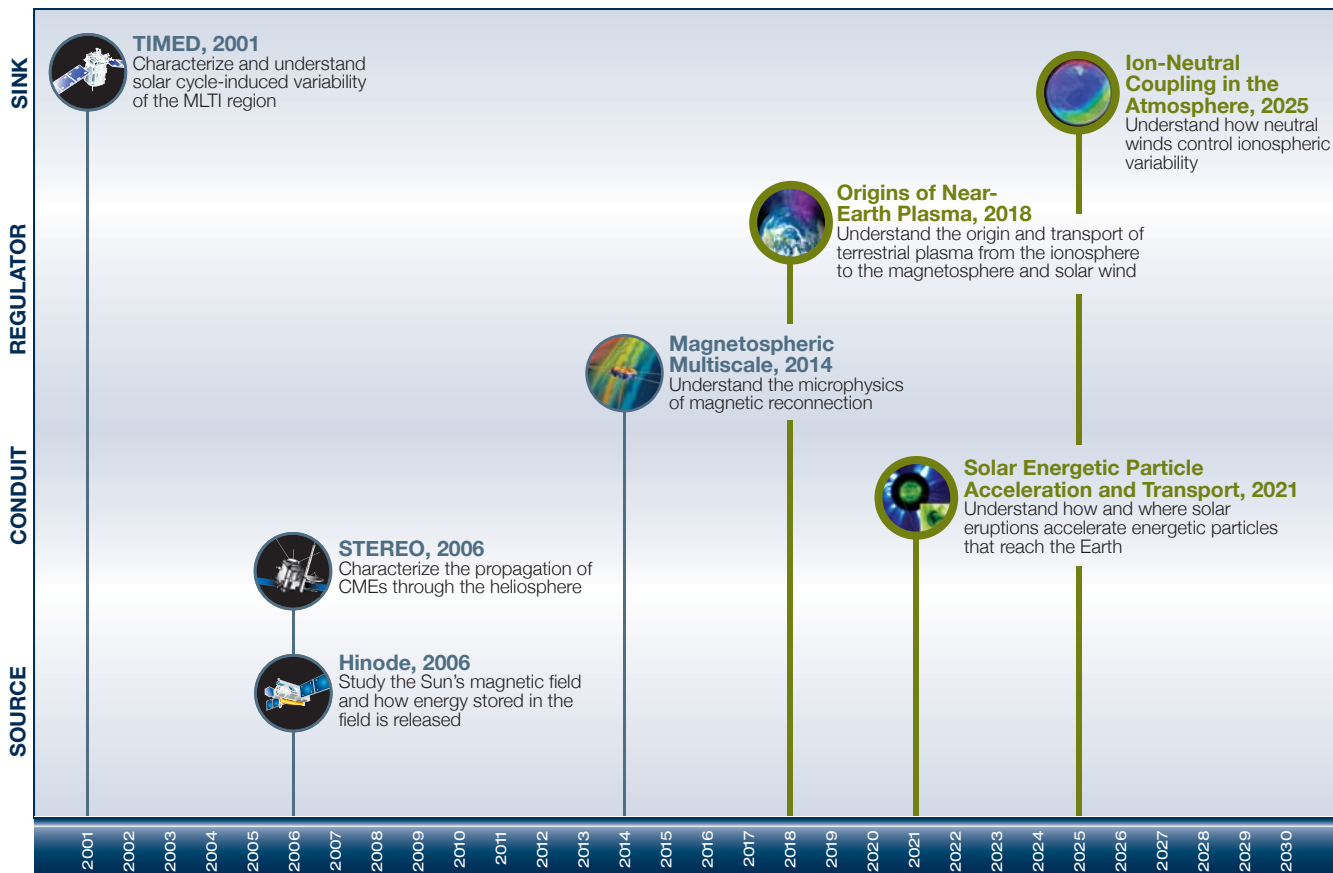 SINK
REGULATOR
CONDUIT
SOURCE
TIMED, 2001
Characterize and understand
solar cycle-induced variability
of the MLTI region
Ion-Neutral
Coupling in the
Atmosphere, 2025
Understand how neutral
winds control ionospheric
variability
Origins of Near-
Earth Plasma, 2018
Understand the origin and transport of
terrestrial plasma from the ionosphere
to the magnetosphere and solar wind
Magnetospheric
Multiscale, 2014
Understand the microphysics
of magnetic reconnection
Solar Energetic Particle
Acceleration and Transport, 2021
Understand how and where solar
eruptions accelerate energetic particles
that reach the Earth
STEREO, 2006
Characterize the propagation of
CMEs through the heliosphere
Hinode, 2006
Study the Sun's magnetic field
and how energy stored in the
field is released
2001
2002
2003
2004
2005
2006
2007
2008
2009
2010
2011
2012
2013
2014
2015
2016
2017
2018
2019
2020
2021
2022
2023
2024
2025
2026
2027
2028
2029
2030